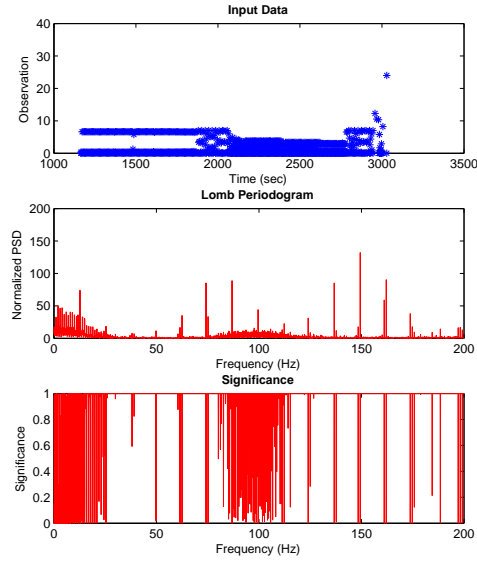 Input Data
40
30
20
10
0
Observation
1000 1500 2000 2500 3000 3500
Time (sec)
Lomb Periodogram
200
150
100
50
0
Normalized PSD
0 50 100 150 200
Frequency (Hz)
Significance
1
0.8
0.6
0.4
0.2
0
Significance
0 50 100 150 200
Frequency (Hz)